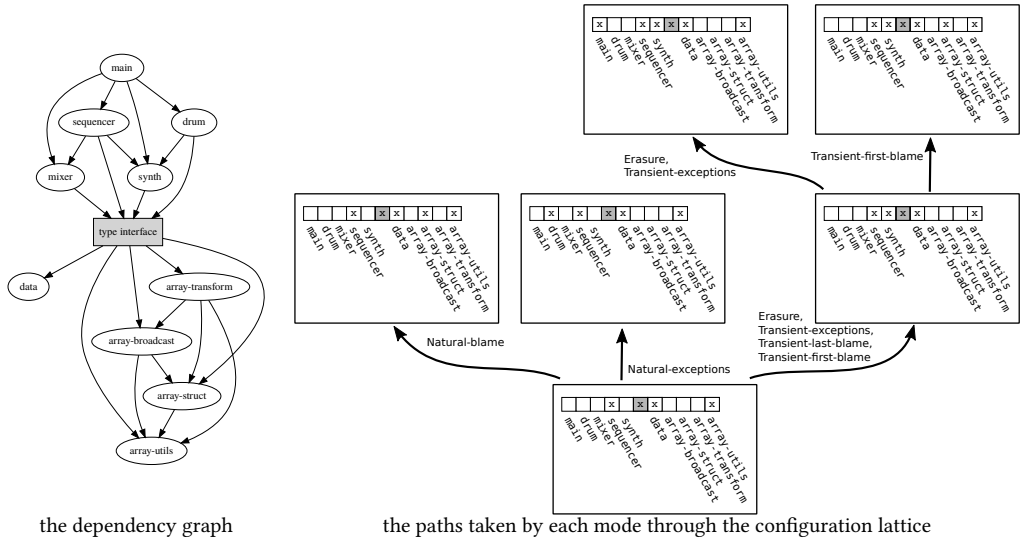 main
sequencer
drum
mixer
synth
type interface
data
array-transform
array-broadcast
array-struct
array-utils
the dependency graph
x x x x x x
main
drum
mixer
sequencer
synth
data
array-broadcast
array-struct
array-transform
array-utils
x x x x x x
main
drum
mixer
sequencer
synth
data
array-broadcast
array-struct
array-transform
array-utils
Erasure,
Transient-exceptions
Transient-first-blame
x x x x x
main
drum
mixer
sequencer
synth
data
array-broadcast
array-struct
array-transform
array-utils
x x x x x
main
drum
mixer
sequencer
synth
data
array-broadcast
array-struct
array-transform
array-utils
x x x x x
main
drum
mixer
sequencer
synth
data
array-broadcast
array-struct
array-transform
array-utils
Natural-blame
Natural-exceptions
Erasure,
Transient-exceptions,
Transient-last-blame,
Transient-first-blame
x x x x
main
drum
mixer
sequencer
synth
data
array-broadcast
array-struct
array-transform
array-utils
the paths taken by each mode through the configuration lattice